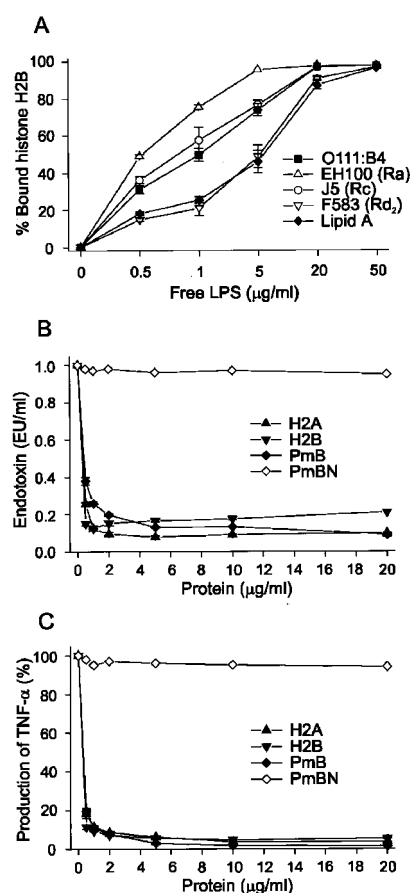 A
% Bound histone H2B
100
80
60
40
20
0
O111:B4
EH100 (Ra)
J5 (Rc)
F583 (Rd₂)
Lipid A
0 0.5 1 5 20 50
Free LPS (µg/ml)
B
Endotoxin (EU/ml)
1.0
0.8
0.6
0.4
0.2
0.0
H2A
H2B
PmB
PmBN
0 2 4 6 8 10 12 14 16 18 20
Protein (µg/ml)
C
Production of TNF-α (%)
100
80
60
40
20
0
H2A
H2B
PmB
PmBN
0 2 4 6 8 10 12 14 16 18 20
Protein (µg/ml)